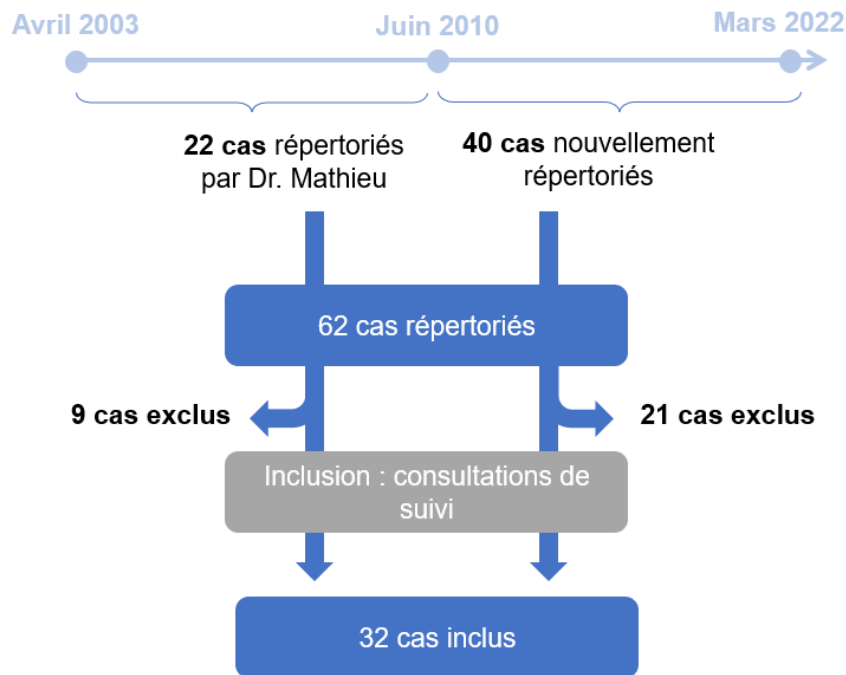 Avril 2003
Juin 2010
Mars 2022
22 cas répertoriés
par Dr. Mathieu
40 cas nouvellement
répertoriés
62 cas répertoriés
9 cas exclus
21 cas exclus
Inclusion : consultations de
suivi
32 cas inclus